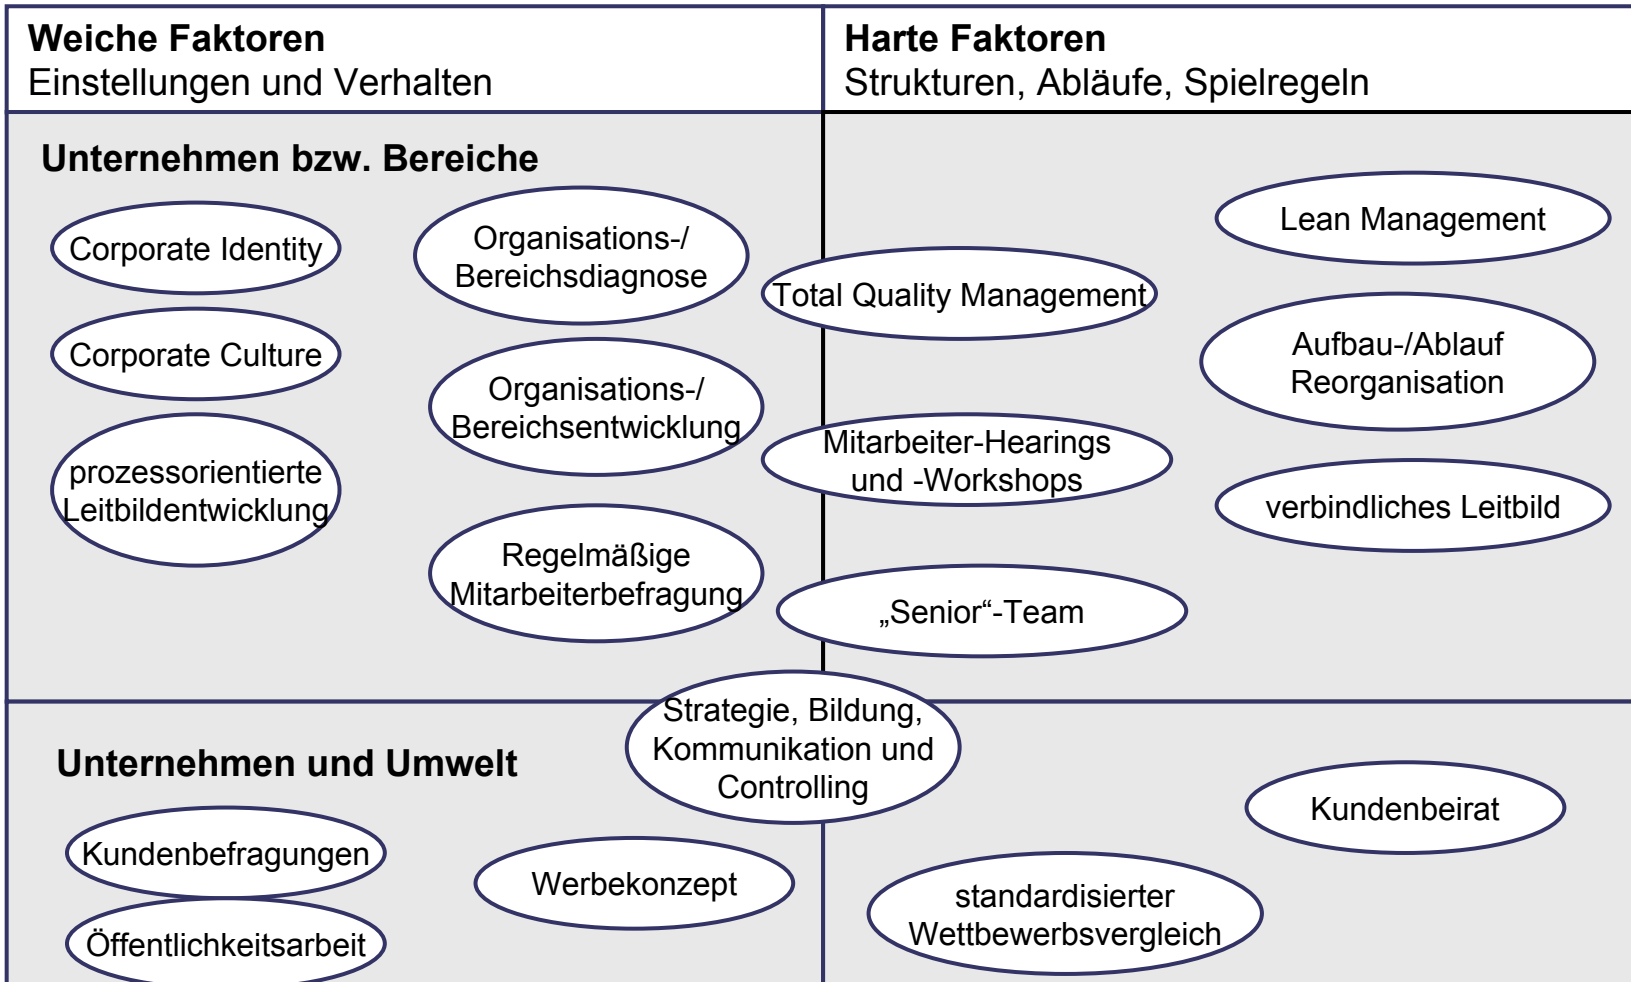 Weiche Faktoren
Einstellungen und Verhalten
Harte Faktoren
Strukturen, Abläufe, Spielregeln
Unternehmen bzw. Bereiche
Corporate Identity
Corporate Culture
prozessorientierte
Leitbildentwicklung
Organisations-/
Bereichsdiagnose
Organisations-/
Bereichsentwicklung
Regelmäßige
Mitarbeiterbefragung
Total Quality Management
Mitarbeiter-Hearings
und -Workshops
„Senior“-Team
Lean Management
Aufbau-/Ablauf
Reorganisation
verbindliches Leitbild
Strategie, Bildung,
Kommunikation und
Controlling
Unternehmen und Umwelt
Kundenbefragungen
Öffentlichkeitsarbeit
Werbekonzept
standardisierter
Wettbewerbsvergleich
Kundenbeirat